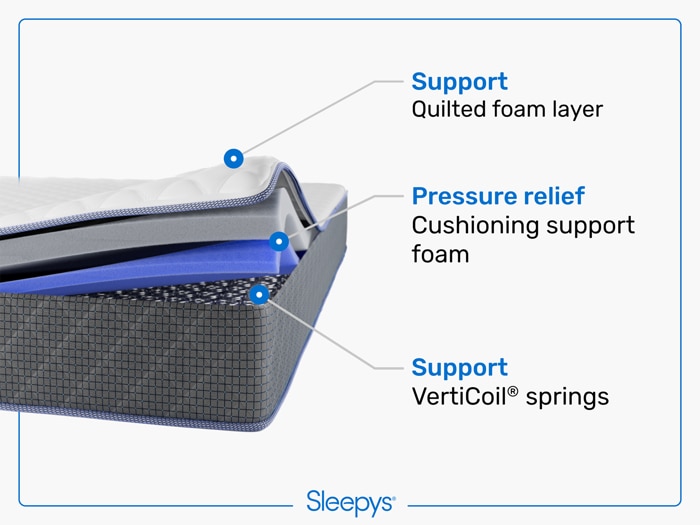 Support
Quilted foam layer
Pressure relief
Cushioning support
foam
Support
VertiCoil® springs
Sleepys®